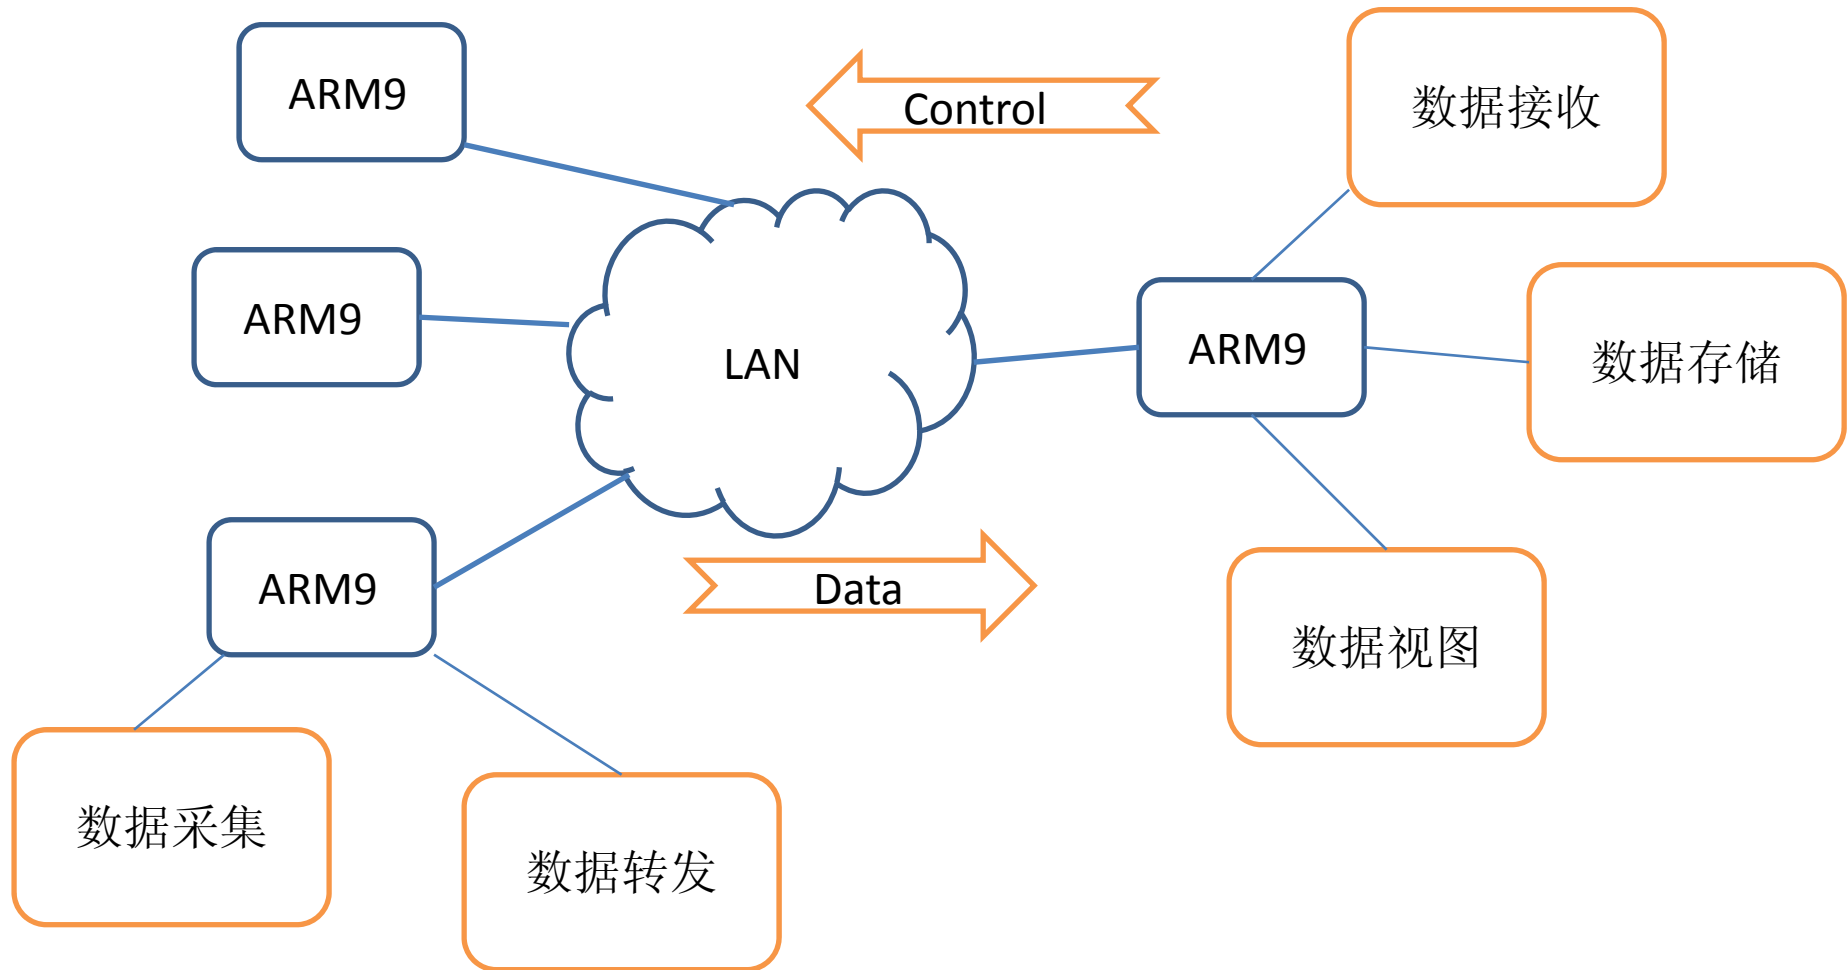 ARM9
Control
数据接收
ARM9
LAN
ARM9
数据存储
ARM9
Data
数据视图
数据采集
数据转发